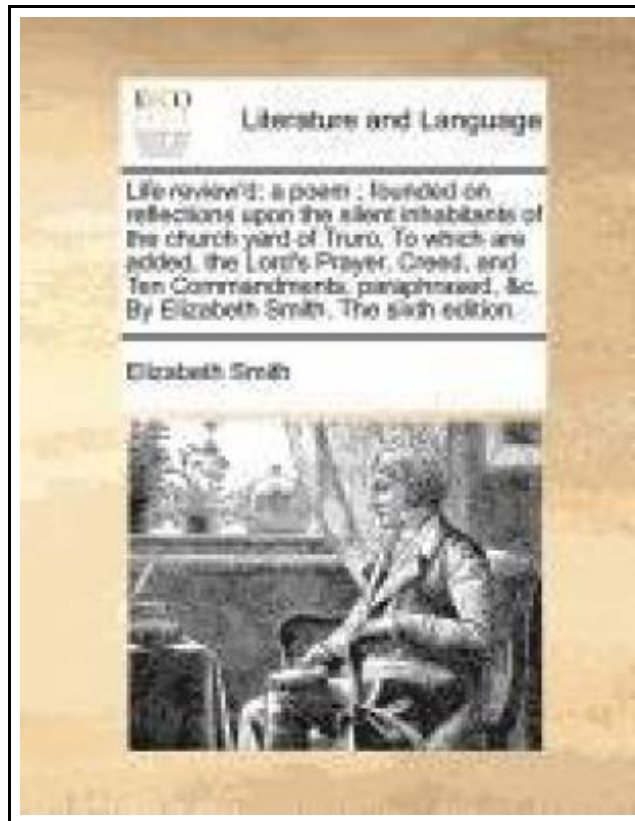 ECCO
Literature and Language
Life review'd: a poem ; founded on
reflections upon the silent inhabitants of
the church yard of Truro, To which are
added, the Lord's Prayer, Creed, and
Ten Commandments, paraphrased, &c.
By Elizabeth Smith. The sixth edition.
Elizabeth Smith